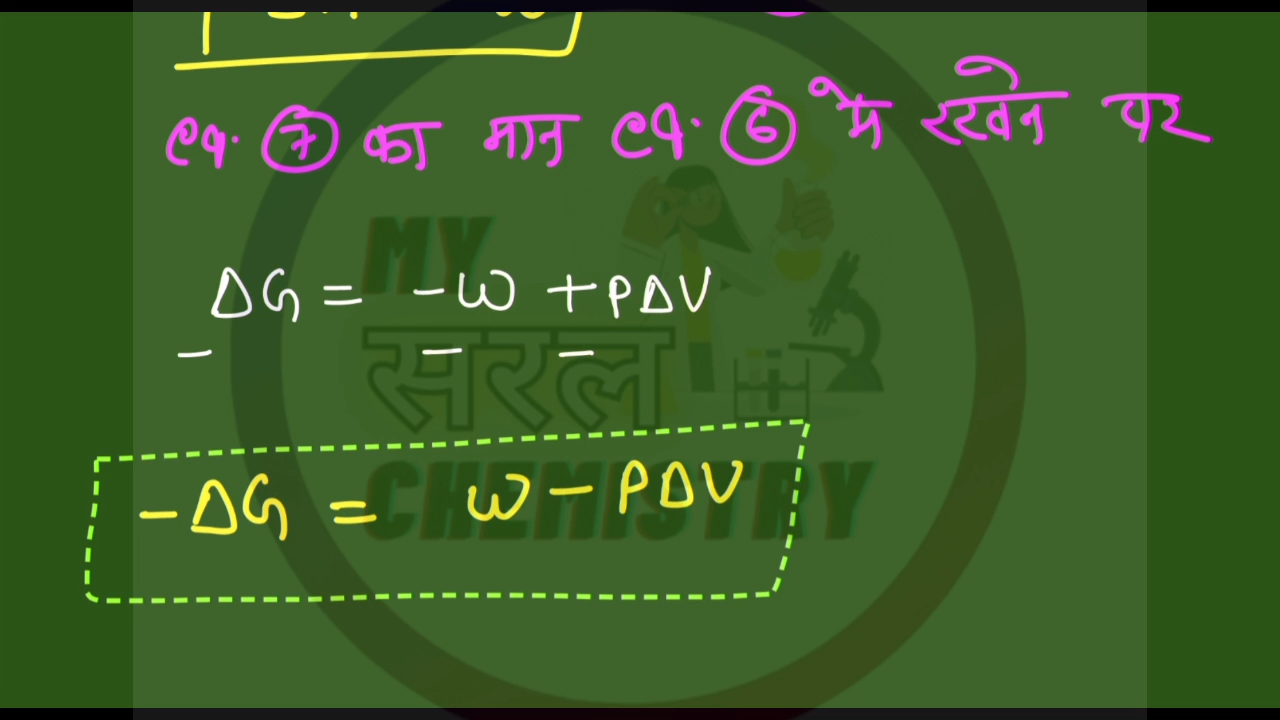 eq. ⑦ का मान eq. ⑥ में रखने पर
MY
ΔG = -w + PΔV
सरल
- - -
-ΔG = w - PΔV
CHEMISTRY